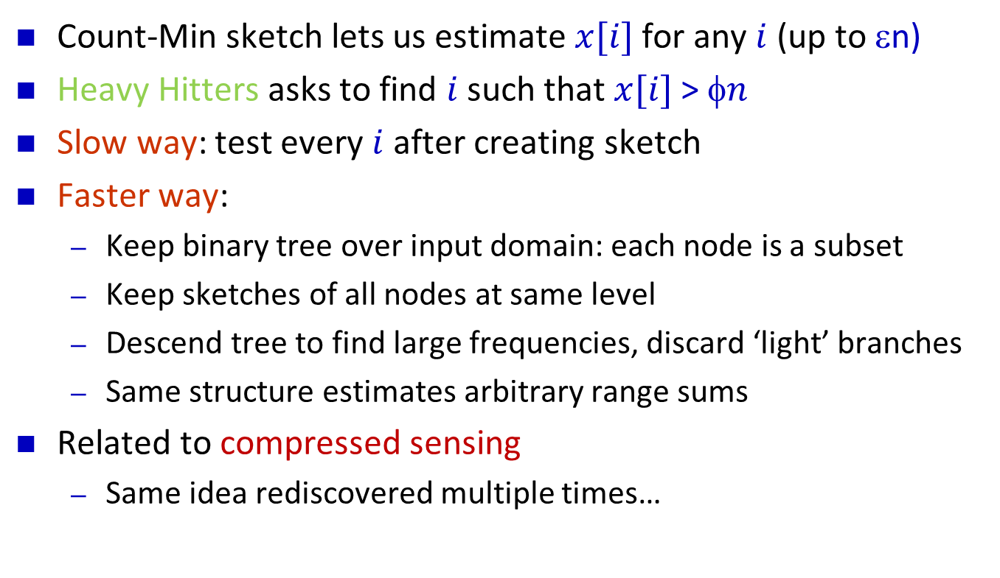 Count-Min sketch lets us estimate x[i] for any i (up to εn)
Heavy Hitters asks to find i such that x[i] > ϕn
Slow way: test every i after creating sketch
Faster way:
– Keep binary tree over input domain: each node is a subset
– Keep sketches of all nodes at same level
– Descend tree to find large frequencies, discard ‘light’ branches
– Same structure estimates arbitrary range sums
Related to compressed sensing
– Same idea rediscovered multiple times…